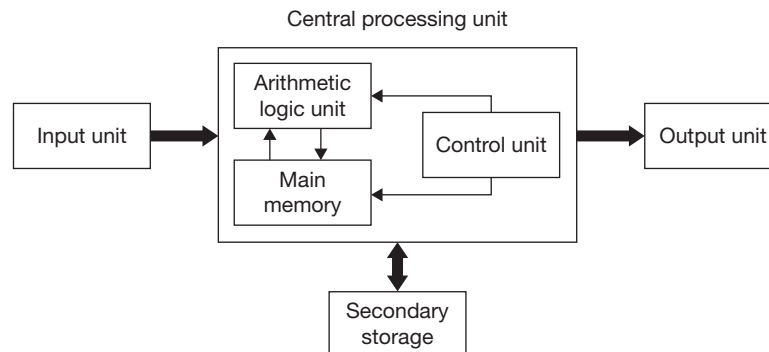 Central processing unit
Arithmetic
logic unit
Input unit
Control unit
Output unit
Main
memory
Secondary
storage